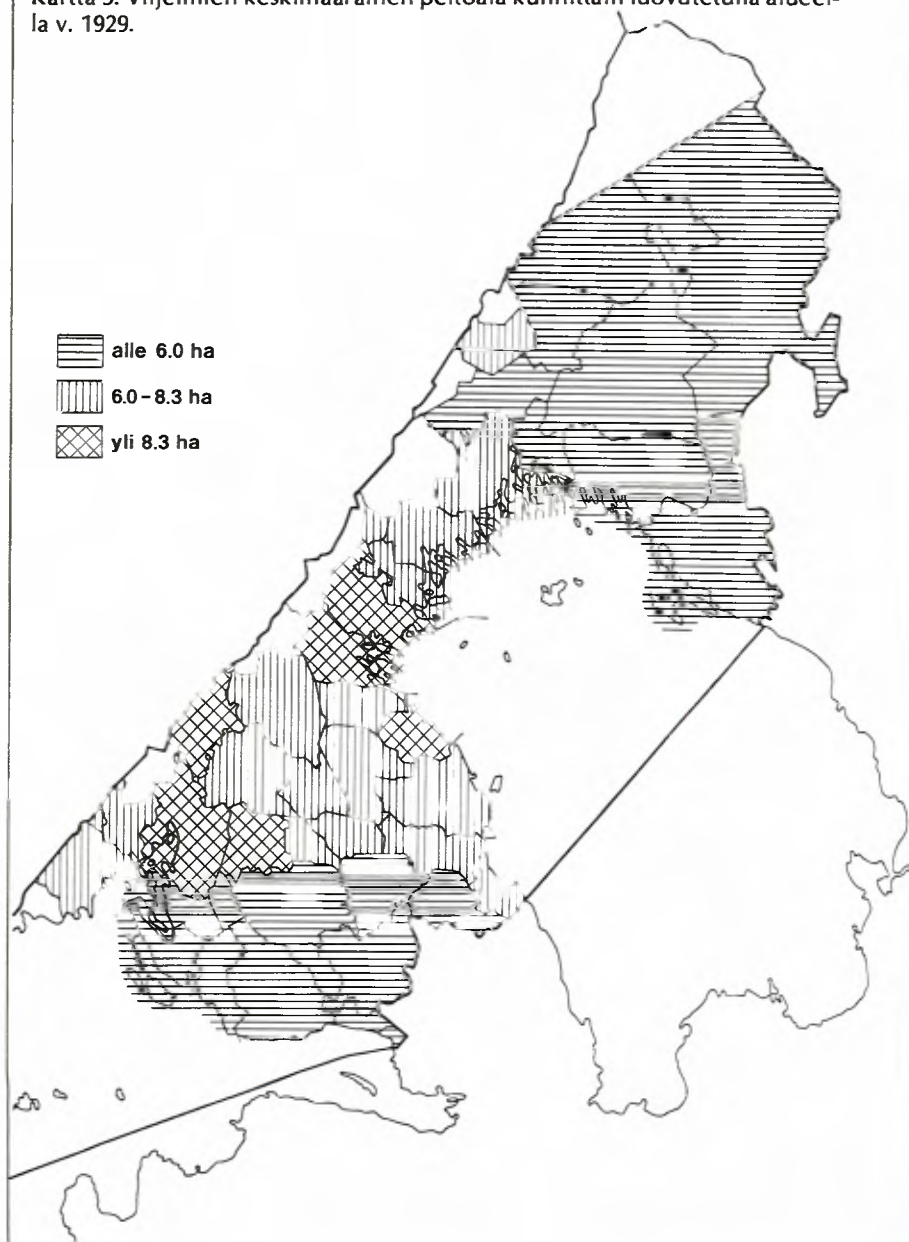 Kartta 3. Viljelmien keskimääräinen peltoala kunnittain luovutetulla alueel-
la v. 1929.
alle 6.0 ha
6.0 – 8.3 ha
yli 8.3 ha